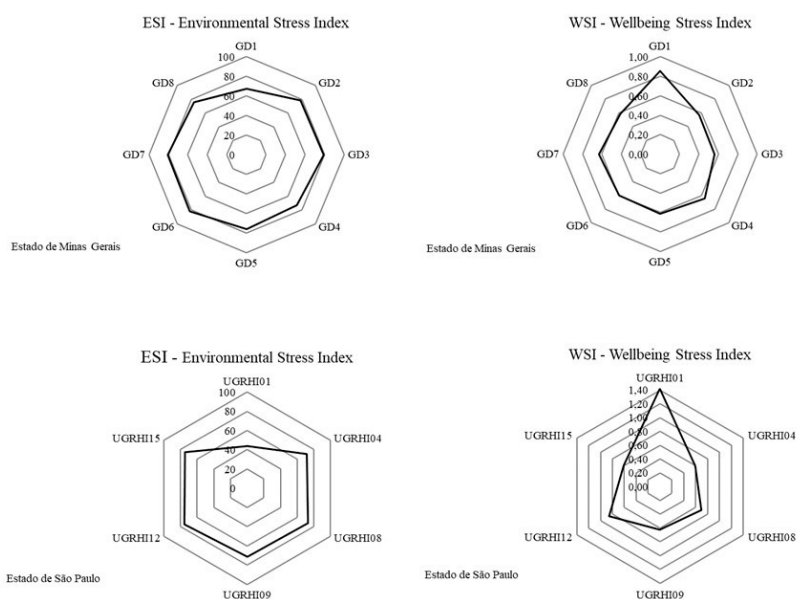 ESI - Environmental Stress Index
GD1
100
80
60
40
20
0
GD2
GD3
GD4
GD5
GD6
GD7
GD8
Estado de Minas Gerais
WSI - Wellbeing Stress Index
GD1
1,00
0,80
0,60
0,40
0,20
0,00
GD2
GD3
GD4
GD5
GD6
GD7
GD8
Estado de Minas Gerais
ESI - Environmental Stress Index
UGRHI01
100
80
60
40
20
0
UGRHI04
UGRHI08
UGRHI09
UGRHI12
UGRHI15
Estado de São Paulo
WSI - Wellbeing Stress Index
UGRHI01
1,40
1,20
1,00
0,80
0,60
0,40
0,20
0,00
UGRHI04
UGRHI08
UGRHI09
UGRHI12
UGRHI15
Estado de São Paulo